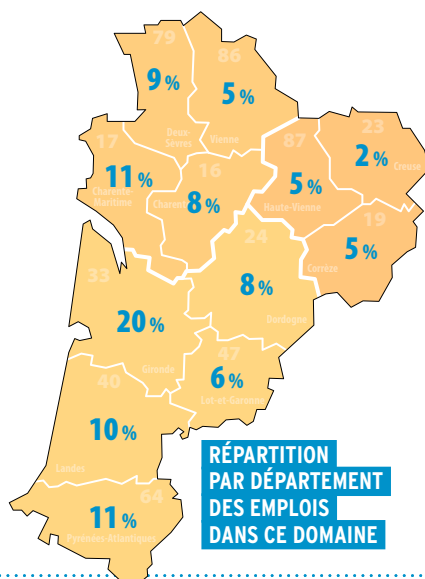 79
9 %
Deux-
Sèvres
86
5 %
Vienne
17
11 %
Charente-
Maritime
16
Charente
8 %
87
5 %
Haute-Vienne
23
2 %
Creuse
19
5 %
Corrèze
33
20 %
Gironde
24
8 %
Dordogne
47
6 %
Lot-et-Garonne
40
10 %
Landes
64
11 %
Pyrénées-Atlantiques
RÉPARTITION
PAR DÉPARTEMENT
DES EMPLOIS
DANS CE DOMAINE